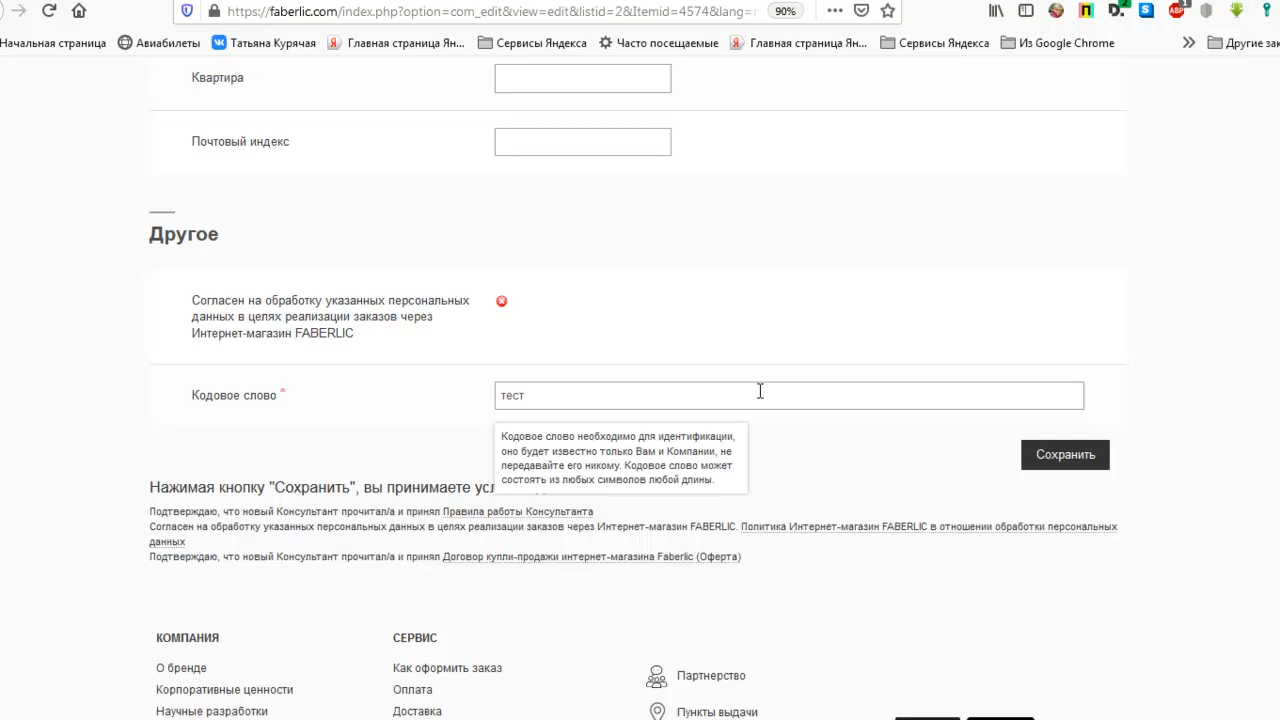 https://faberlic.com/index.php?option=com_edit&view=edit&listid=2&Itemid=4574&lang=
90%
Начальная страница
Авиабилеты
Татьяна Курячая
Главная страница Ян...
Сервисы Яндекса
Часто посещаемые
Главная страница Ян...
Сервисы Яндекса
Из Google Chrome
Другие зак
Квартира
Почтовый индекс
Другое
Согласен на обработку указанных персональных
данных в целях реализации заказов через
Интернет-магазин FABERLIC
Кодовое слово *
тест
Кодовое слово необходимо для идентификации,
оно будет известно только Вам и Компании, не
передавайте его никому. Кодовое слово может
состоять из любых символов любой длины.
Сохранить
Нажимая кнопку "Сохранить", вы принимаете
Подтверждаю, что новый Консультант прочитал/а и принял Правила работы Консультанта
Согласен на обработку указанных персональных данных в целях реализации заказов через Интернет-магазин FABERLIC. Политика Интернет-магазин FABERLIC в отношении обработки персональных
данных
Подтверждаю, что новый Консультант прочитал/а и принял Договор купли-продажи интернет-магазина Faberlic (Оферта)
КОМПАНИЯ
О бренде
Корпоративные ценности
Научные разработки
СЕРВИС
Как оформить заказ
Оплата
Доставка
Партнерство
Пункты выдачи